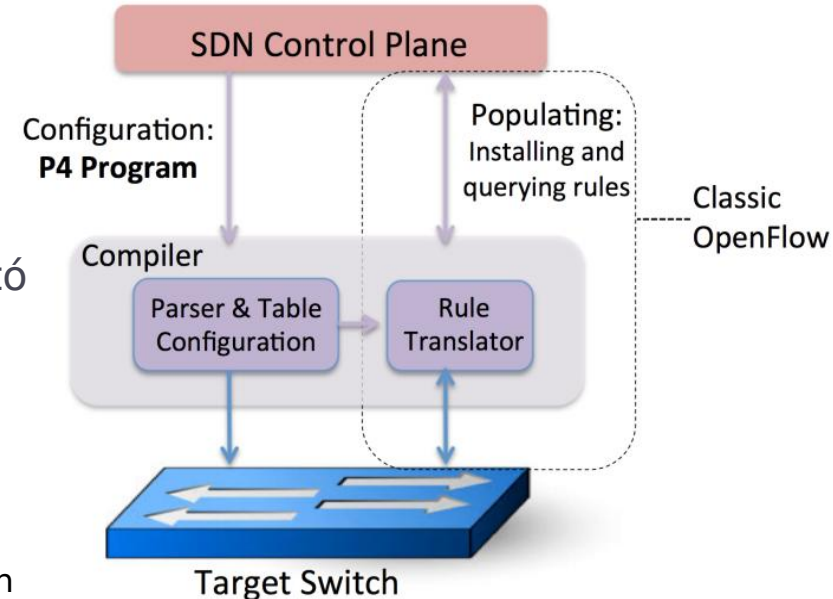 SDN Control Plane
Configuration:
P4 Program
Populating:
Installing and
querying rules
Classic
OpenFlow
Compiler
Parser & Table
Configuration
Rule
Translator
Target Switch